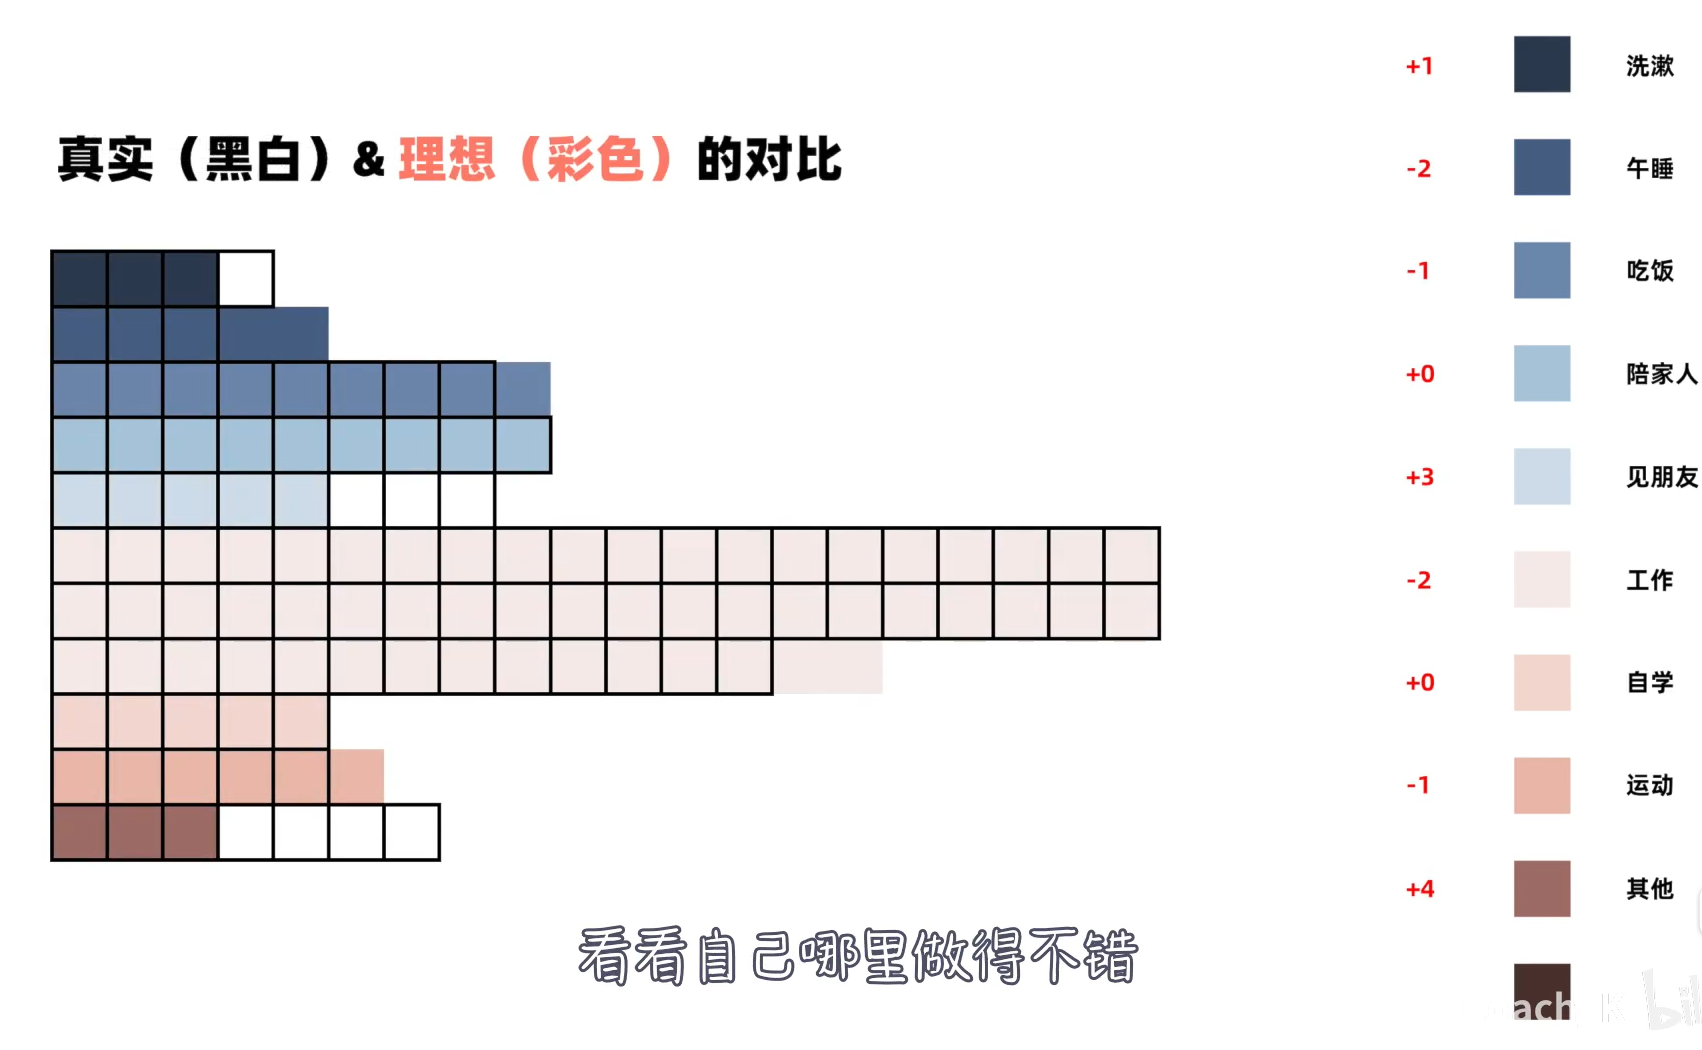 真实（黑白）& 理想（彩色）的对比
+1 洗漱
-2 午睡
-1 吃饭
+0 陪家人
+3 见朋友
-2 工作
+0 自学
-1 运动
+4 其他
看看自己哪里做得不错